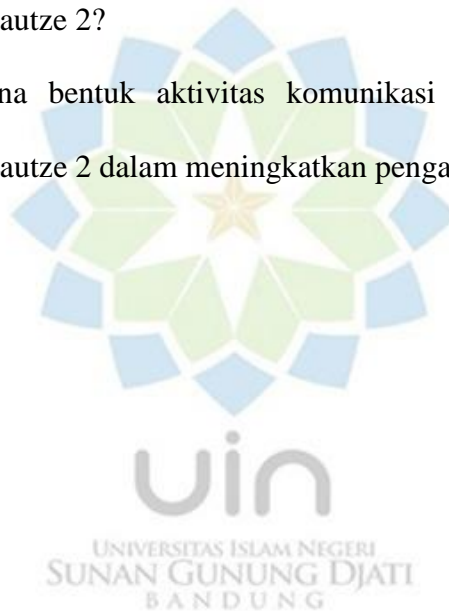 autze 2?
na bentuk aktivitas komunikasi
autze 2 dalam meningkatkan penga
uin
UNIVERSITAS ISLAM NEGERI
SUNAN GUNUNG DJATI
BANDUNG